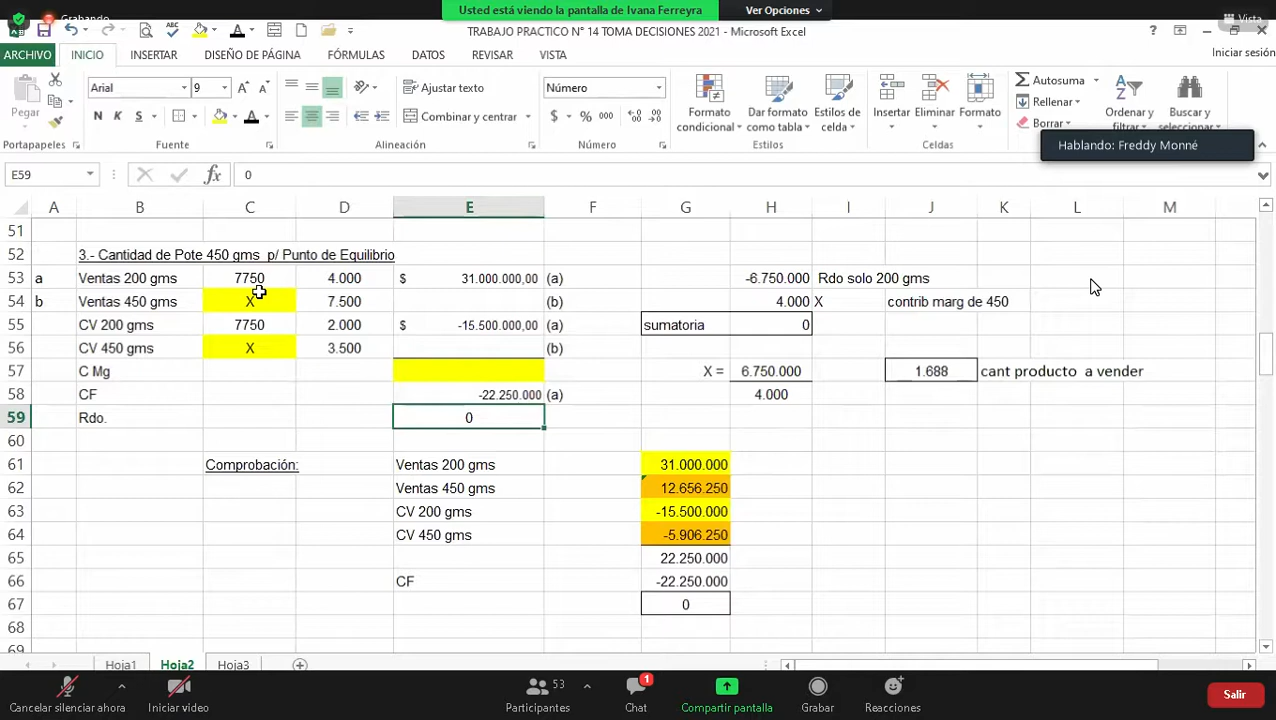 Grabando
Usted está viendo la pantalla de Ivana Ferreyra
Ver Opciones
Vista
TRABAJO PRACTICO N° 14 TOMA DECISIONES 2021 - Microsoft Excel
ARCHIVO INICIO INSERTAR DISEÑO DE PÁGINA FÓRMULAS DATOS REVISAR VISTA
Iniciar sesión
Pegar
Arial 9
N K S
Ajustar texto
Combinar y centrar
Número
$ % 000
Formato condicional
Dar formato como tabla
Estilos de celda
Insertar Eliminar Formato
Autosuma
Rellenar
Borrar
Ordenar y filtrar
Buscar y seleccionar
Portapapeles Fuente Alineación Número Estilos Celdas
Hablando: Freddy Monné
E59 fx 0
A B C D E F G H I J K L M
51
52 3.- Cantidad de Pote 450 gms p/ Punto de Equilibrio
53 a Ventas 200 gms 7750 4.000 $ 31.000.000,00 (a) -6.750.000 Rdo solo 200 gms
54 b Ventas 450 gms X 7.500 (b) 4.000 X contrib marg de 450
55 CV 200 gms 7750 2.000 $ -15.500.000,00 (a) sumatoria 0
56 CV 450 gms X 3.500 (b)
57 C Mg X = 6.750.000 1.688 cant producto a vender
58 CF -22.250.000 (a) 4.000
59 Rdo. 0
60
61 Comprobación: Ventas 200 gms 31.000.000
62 Ventas 450 gms 12.656.250
63 CV 200 gms -15.500.000
64 CV 450 gms -5.906.250
65 22.250.000
66 CF -22.250.000
67 0
68
69
Hoja1 Hoja2 Hoja3
53
1
Cancelar silenciar ahora
Iniciar video
Participantes
Chat
Compartir pantalla
Grabar
Reacciones
Salir